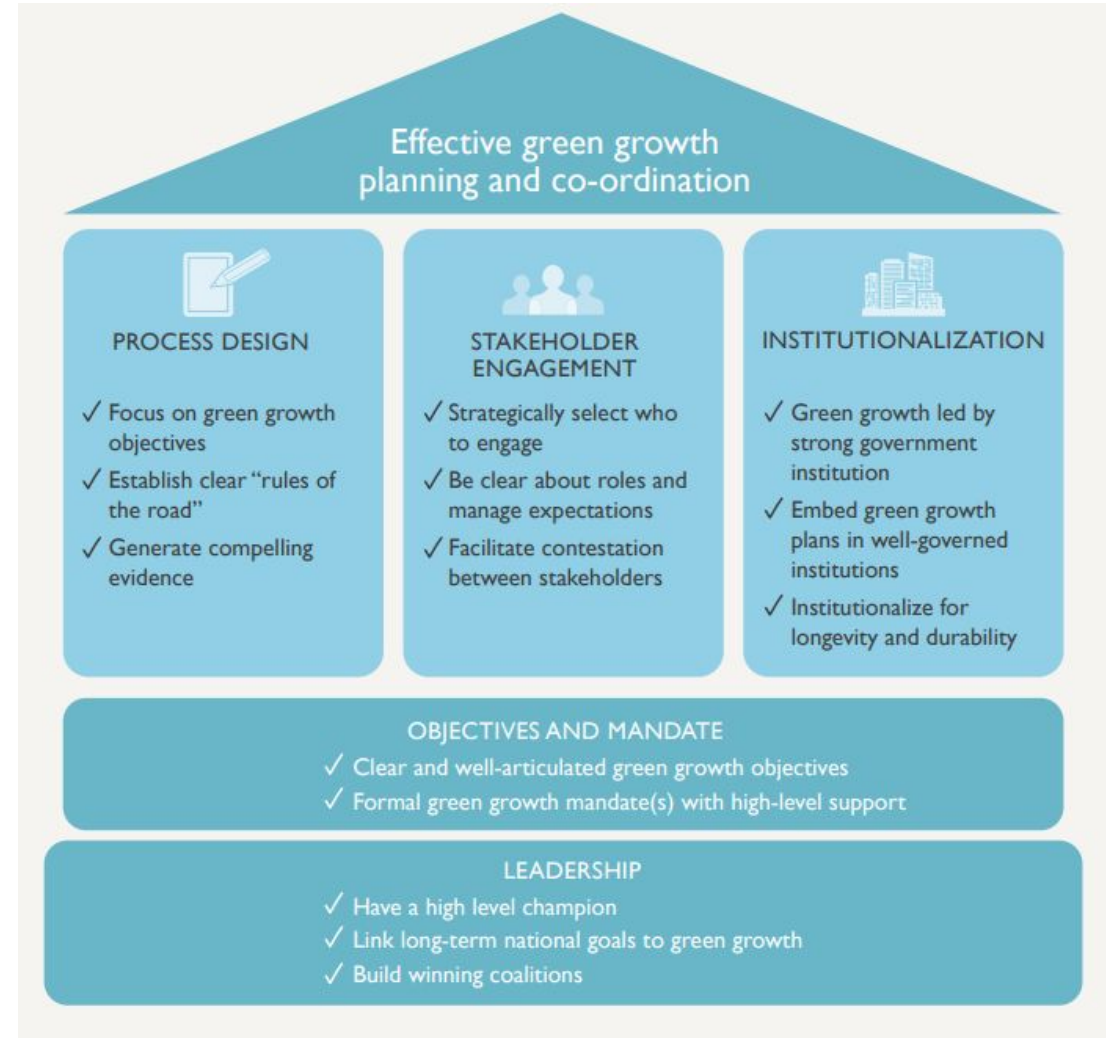 Effective green growth
planning and co-ordination
PROCESS DESIGN
✓ Focus on green growth
objectives
✓ Establish clear “rules of
the road”
✓ Generate compelling
evidence
STAKEHOLDER
ENGAGEMENT
✓ Strategically select who
to engage
✓ Be clear about roles and
manage expectations
✓ Facilitate contestation
between stakeholders
INSTITUTIONALIZATION
✓ Green growth led by
strong government
institution
✓ Embed green growth
plans in well-governed
institutions
✓ Institutionalize for
longevity and durability
OBJECTIVES AND MANDATE
✓ Clear and well-articulated green growth objectives
✓ Formal green growth mandate(s) with high-level support
LEADERSHIP
✓ Have a high level champion
✓ Link long-term national goals to green growth
✓ Build winning coalitions